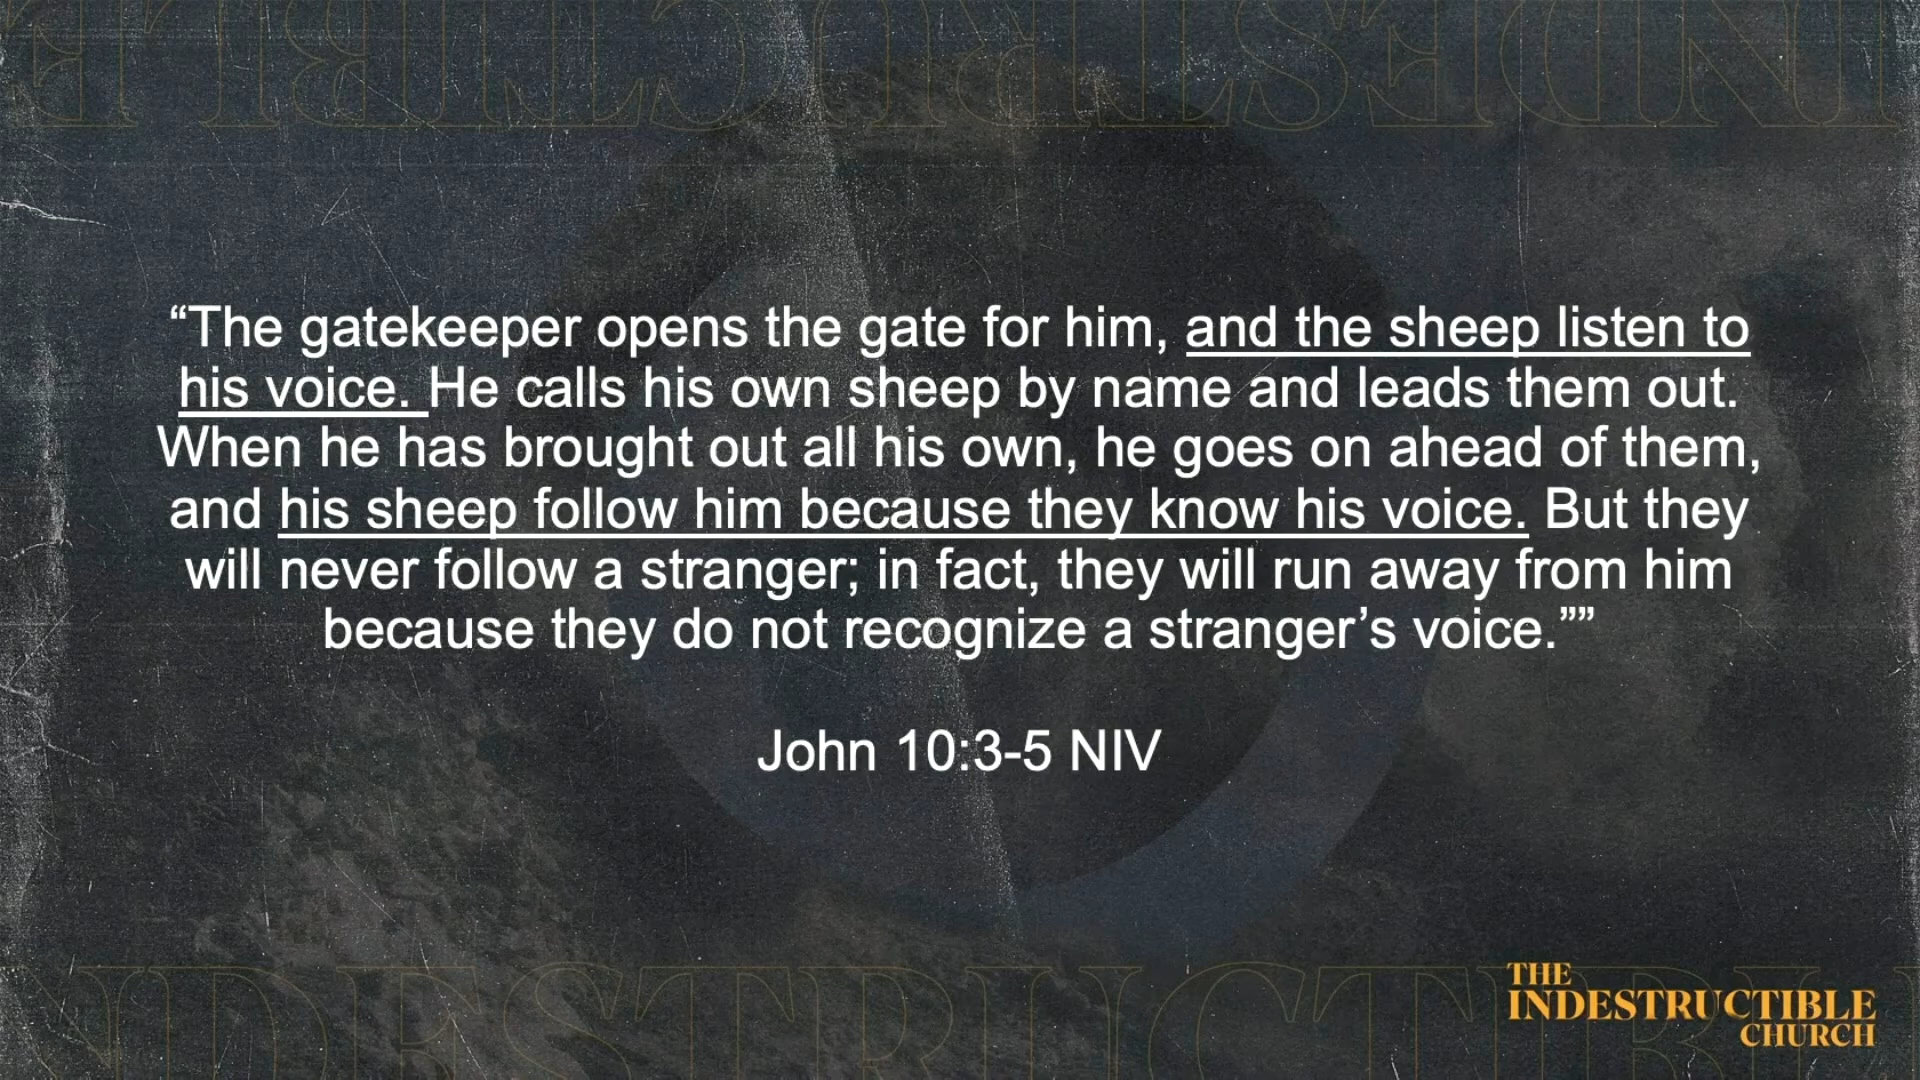 INDESTRUCTIBLE
“The gatekeeper opens the gate for him, and the sheep listen to
his voice. He calls his own sheep by name and leads them out.
When he has brought out all his own, he goes on ahead of them,
and his sheep follow him because they know his voice. But they
will never follow a stranger; in fact, they will run away from him
because they do not recognize a stranger’s voice.””
John 10:3-5 NIV
INDESTRUCTIBL
THE
INDESTRUCTIBLE
CHURCH